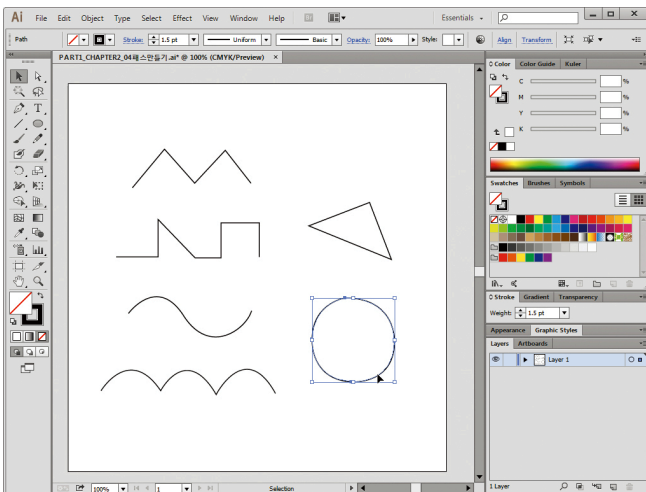 Ai File Edit Object Type Select Effect View Window Help Essentials
Path Stroke: 1.5 pt Uniform Basic Opacity: 100% Style: Align Transform
PART1_CHAPTER2_04패스만들기.ai* @ 100% (CMYK/Preview) ×
Color Color Guide Kuler
C %
M %
Y %
K %
Swatches Brushes Symbols
Stroke Gradient Transparency
Weight: 1.5 pt
Appearance Graphic Styles
Layers Artboards
Layer 1
100% 1 Selection
1 Layer